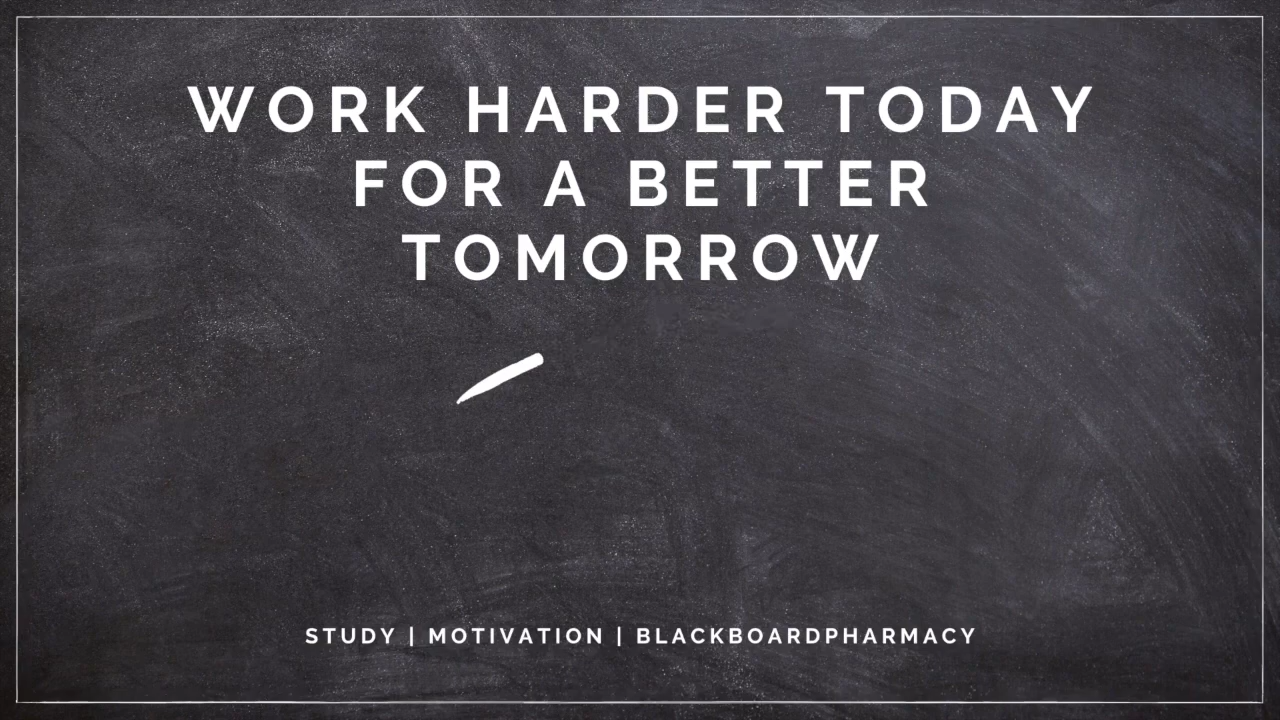 WORK HARDER TODAY
FOR A BETTER
TOMORROW
STUDY | MOTIVATION | BLACKBOARDPHARMACY